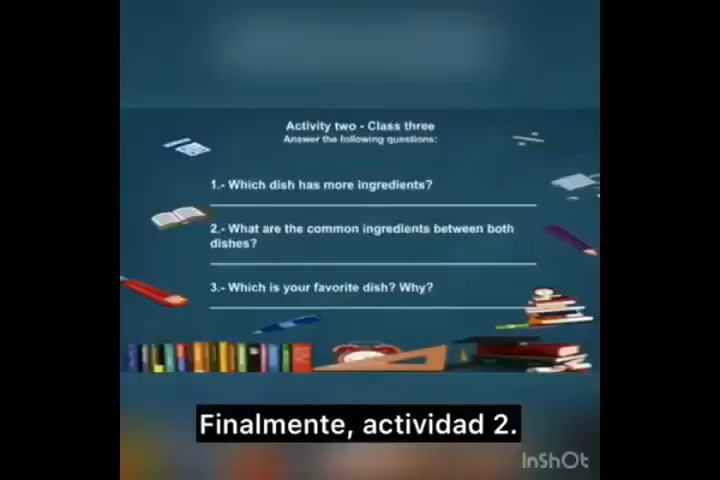 Activity two - Class three
Answer the following questions:
1.- Which dish has more ingredients?
2.- What are the common ingredients between both
dishes?
3.- Which is your favorite dish? Why?
Finalmente, actividad 2.
InShOt